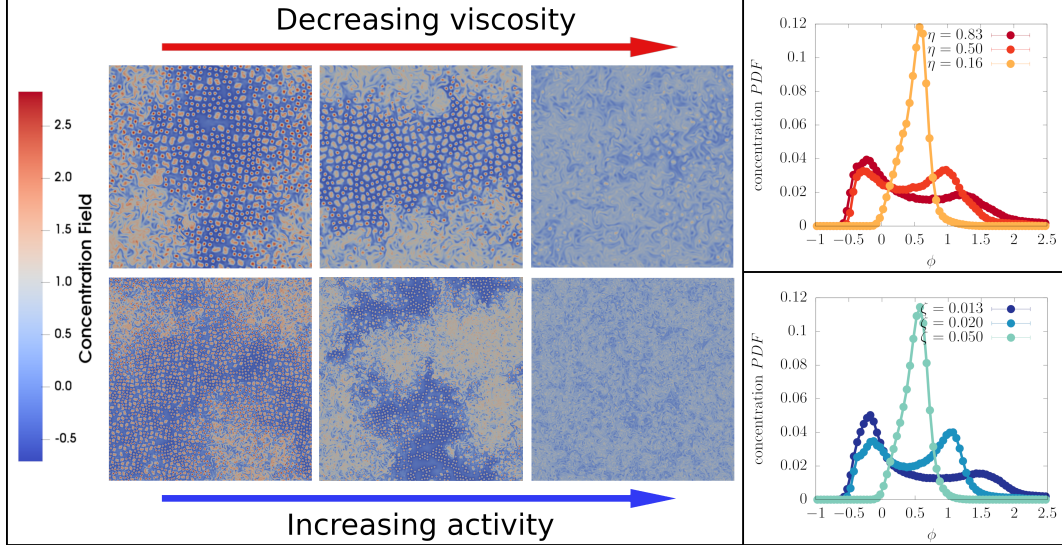 Decreasing viscosity
Concentration Field
2.5
2.0
1.5
1.0
0.5
0.0
-0.5
Increasing activity
concentration PDF
0.12
0.1
0.08
0.06
0.04
0.02
0
η = 0.83
η = 0.50
η = 0.16
−1 −0.5 0 0.5 1 1.5 2 2.5
ϕ
concentration PDF
0.12
0.1
0.08
0.06
0.04
0.02
0
ζ = 0.013
ζ = 0.020
ζ = 0.050
−1 −0.5 0 0.5 1 1.5 2 2.5
ϕ